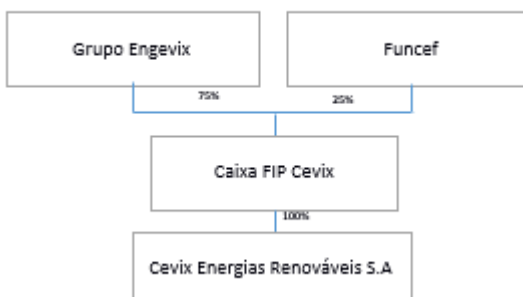 Grupo Engevix
Funcef
75%
25%
Caixa FIP Cevix
100%
Cevix Energias Renováveis S.A